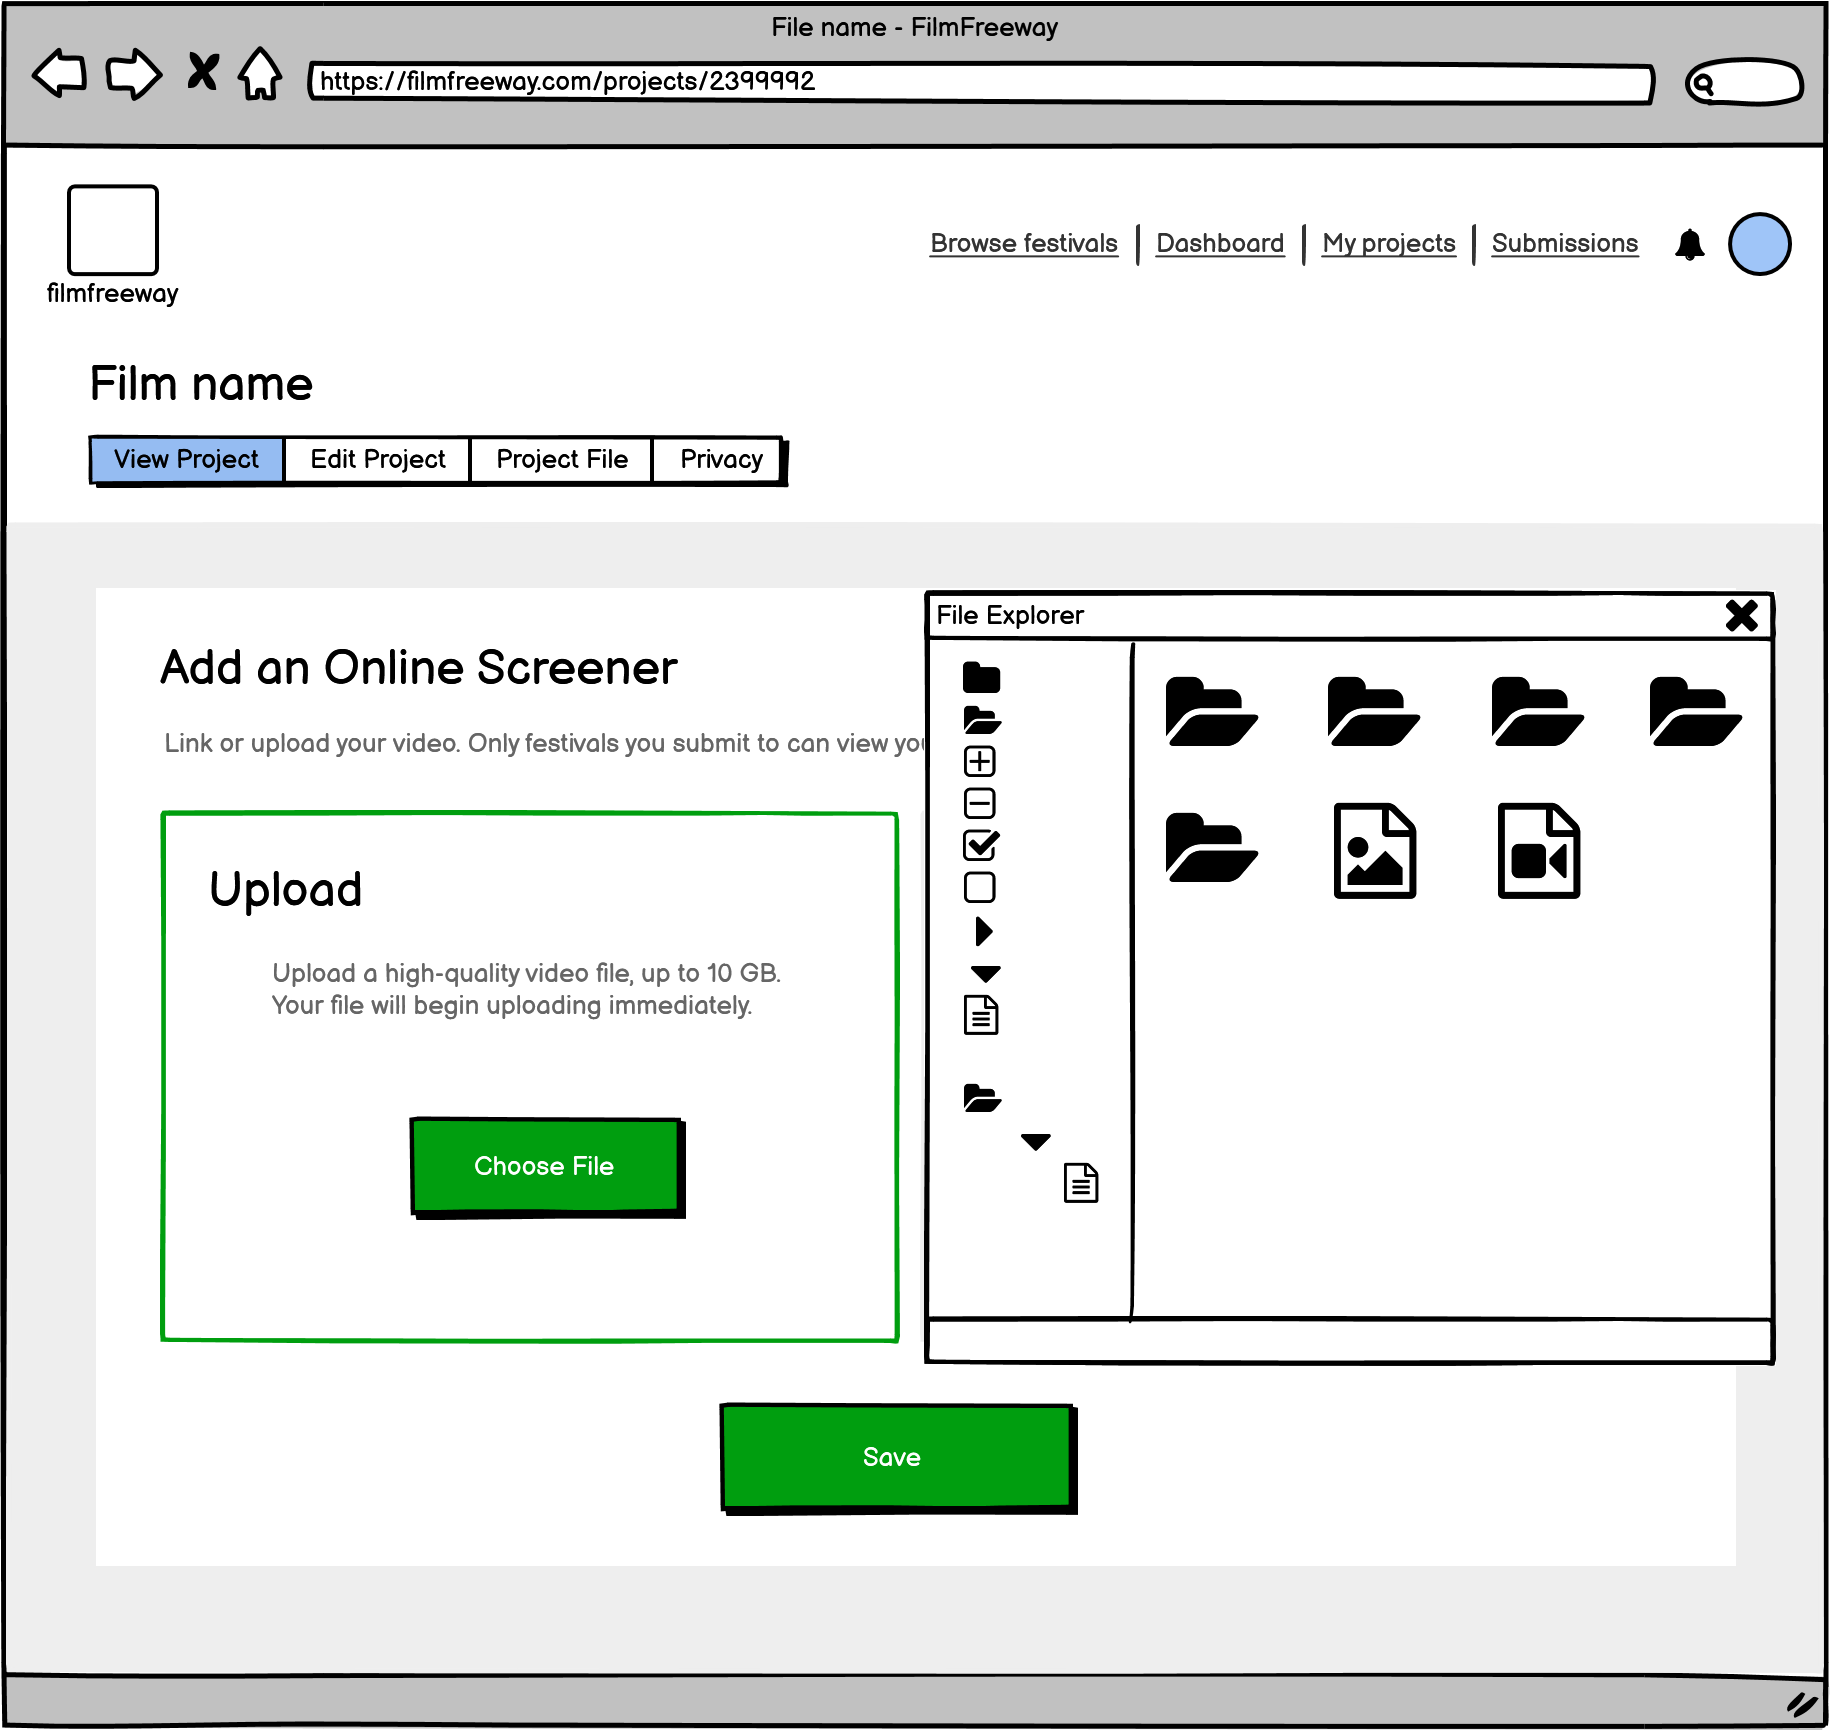 File name - FilmFreeway
https://filmfreeway.com/projects/2399992
filmfreeway
Browse festivals
Dashboard
My projects
Submissions
Film name
View Project
Edit Project
Project File
Privacy
Add an Online Screener
Link or upload your video. Only festivals you submit to can view
Upload
Upload a high-quality video file, up to 10 GB.
Your file will begin uploading immediately.
Choose File
File Explorer
Save